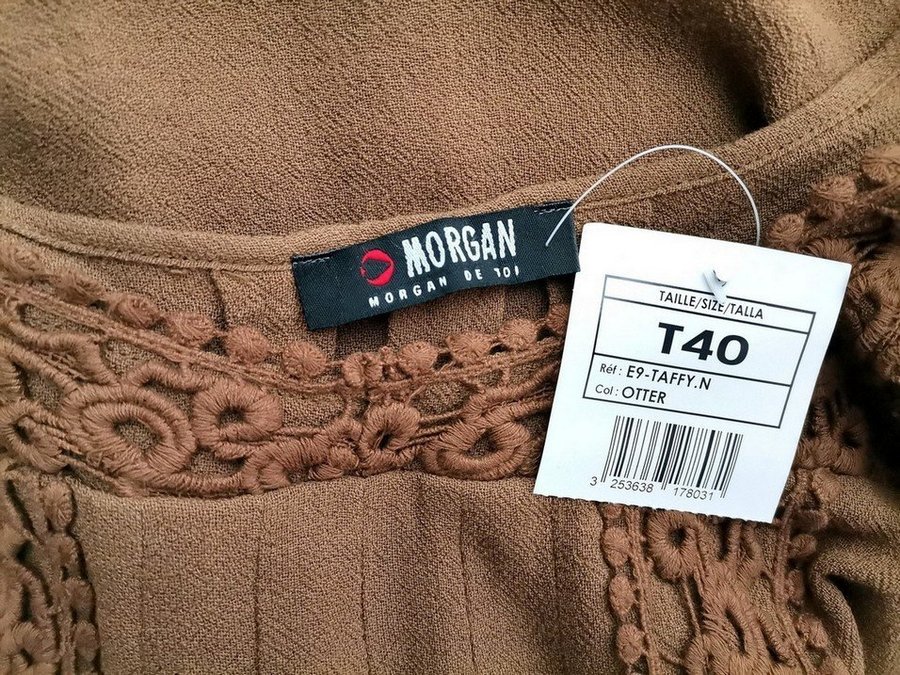 MORGAN
MORGAN DE TOI
TAILLE/SIZE/TALLA
T40
Réf : E9-TAFFY.N
Col : OTTER
3 253638 178031